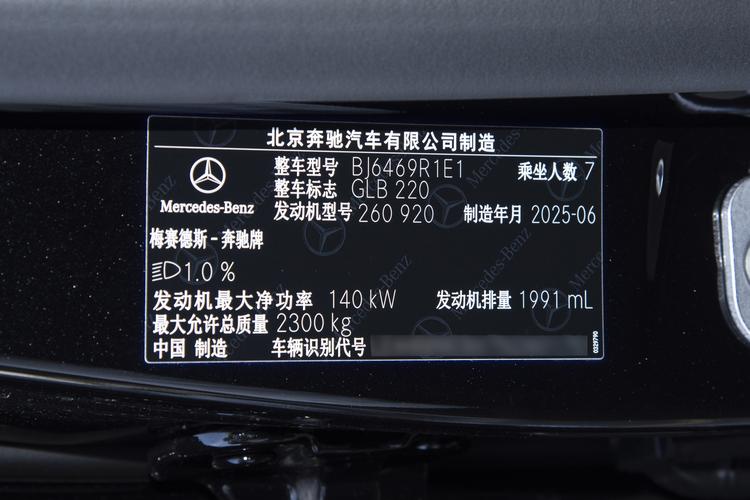 北京奔驰汽车有限公司制造
整车型号 BJ6469R1E1 乘坐人数 7
整车标志 GLB 220
Mercedes-Benz
发动机型号 260 920 制造年月 2025-06
梅赛德斯-奔驰牌
1.0 %
发动机最大净功率 140 kW 发动机排量 1991 mL
最大允许总质量 2300 kg
中国 制造 车辆识别代号
0329790